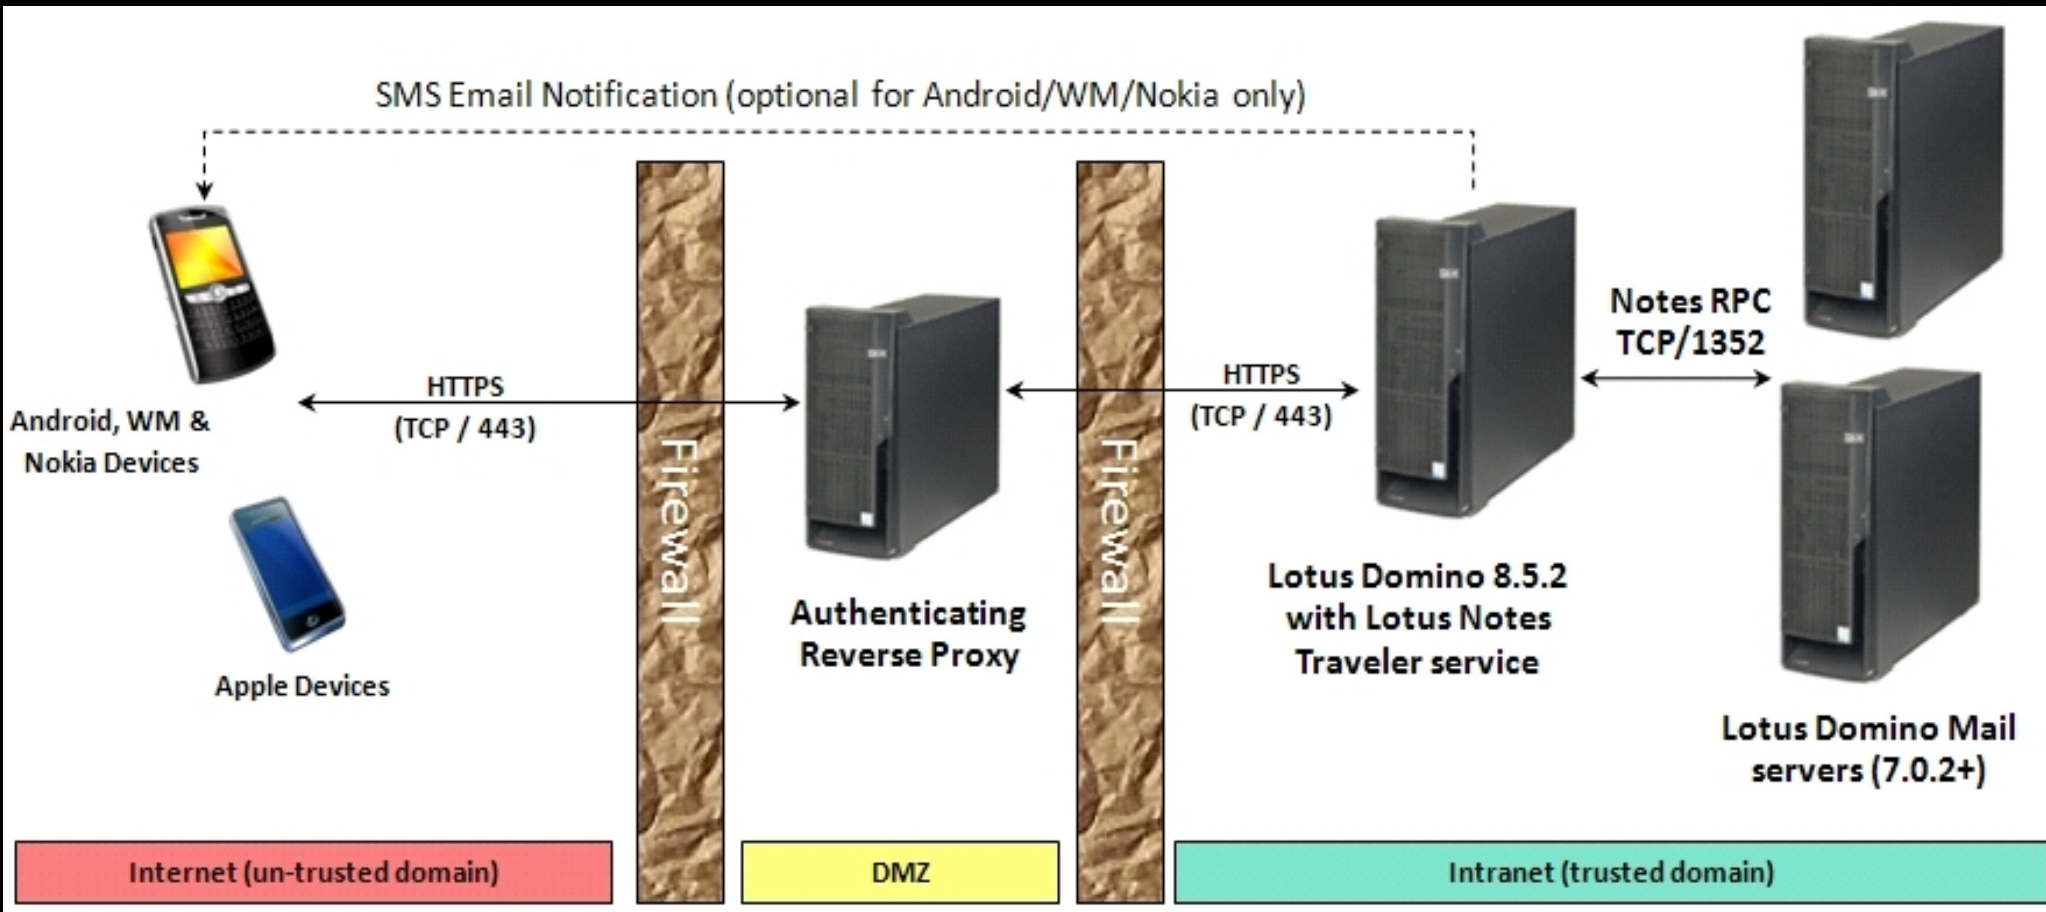 SMS Email Notification (optional for Android/WM/Nokia only)
Notes RPC
TCP/1352
HTTPS
(TCP / 443)
HTTPS
(TCP / 443)
Android, WM &
Nokia Devices
Firewall
Firewall
Apple Devices
Authenticating
Reverse Proxy
Lotus Domino 8.5.2
with Lotus Notes
Traveler service
Lotus Domino Mail
servers (7.0.2+)
Internet (un-trusted domain)
DMZ
Intranet (trusted domain)